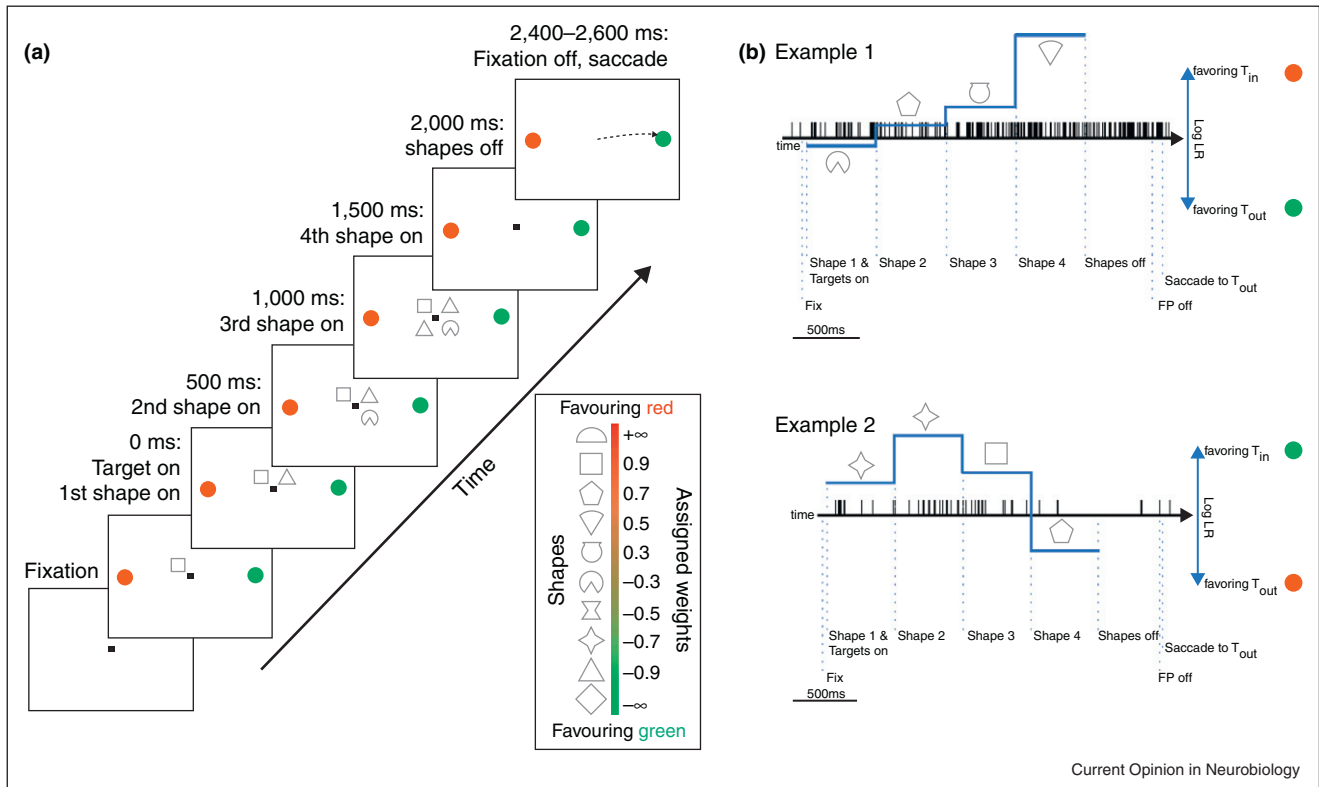 (a)
2,400–2,600 ms:
Fixation off, saccade
2,000 ms:
shapes off
1,500 ms:
4th shape on
1,000 ms:
3rd shape on
500 ms:
2nd shape on
0 ms:
Target on
1st shape on
Fixation
Time
Favouring red
Shapes
Assigned weights
+∞
0.9
0.7
0.5
0.3
–0.3
–0.5
–0.7
–0.9
–∞
Favouring green
(b) Example 1
favoring Tin
Log LR
time
favoring Tout
Shape 1 & Shape 2 Shape 3 Shape 4 Shapes off
Targets on
Saccade to Tout
Fix FP off
500ms
Example 2
favoring Tin
Log LR
time
favoring Tout
Shape 1 & Shape 2 Shape 3 Shape 4 Shapes off
Targets on
Saccade to Tout
Fix FP off
500ms
Current Opinion in Neurobiology